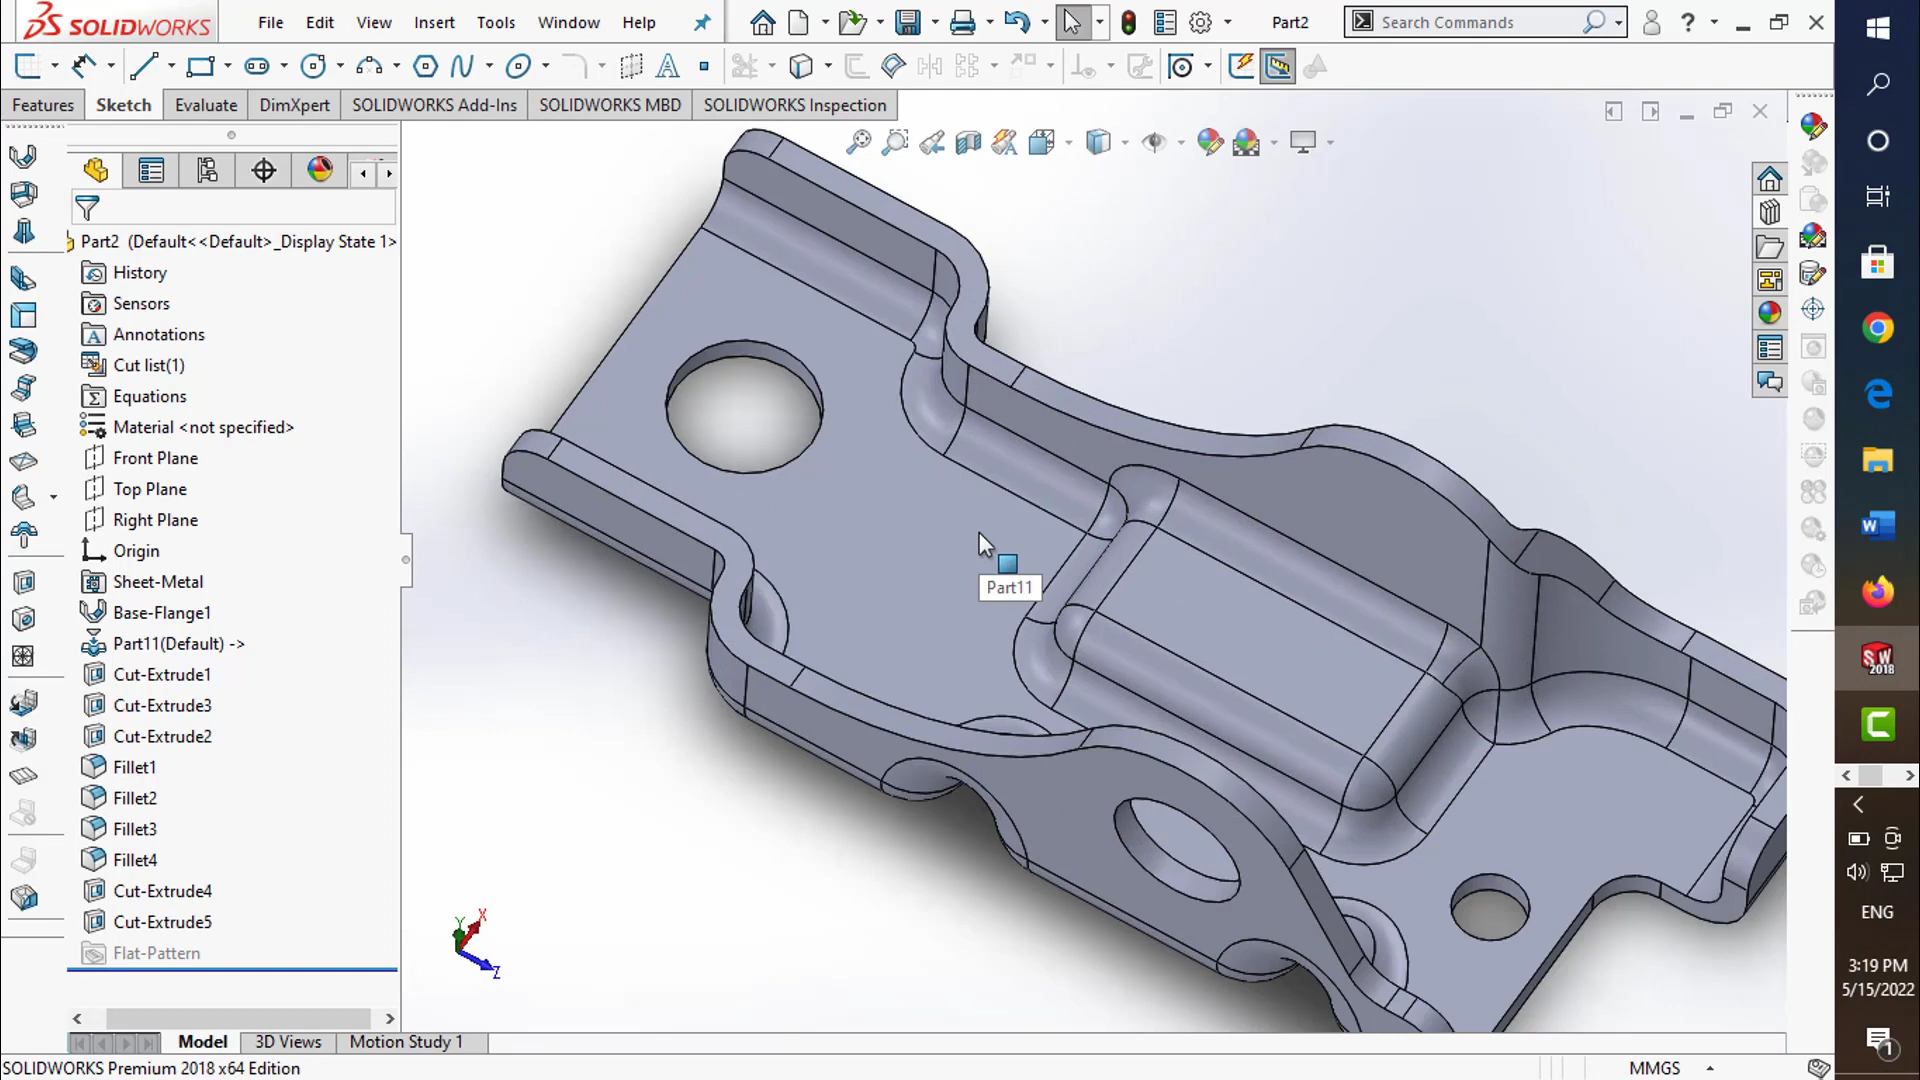 SOLIDWORKS File Edit View Insert Tools Window Help Part2 Search Commands ?
Features Sketch Evaluate DimXpert SOLIDWORKS Add-Ins SOLIDWORKS MBD SOLIDWORKS Inspection
Part2 (Default<<Default>_Display State 1>
History
Sensors
Annotations
Cut list(1)
Equations
Material <not specified>
Front Plane
Top Plane
Right Plane
Origin
Sheet-Metal
Base-Flange1
Part11(Default) ->
Cut-Extrude1
Cut-Extrude3
Cut-Extrude2
Fillet1
Fillet2
Fillet3
Fillet4
Cut-Extrude4
Cut-Extrude5
Flat-Pattern
Part11
Y X
Z
SW
2018
ENG
3:19 PM
5/15/2022
1
Model 3D Views Motion Study 1
SOLIDWORKS Premium 2018 x64 Edition MMGS